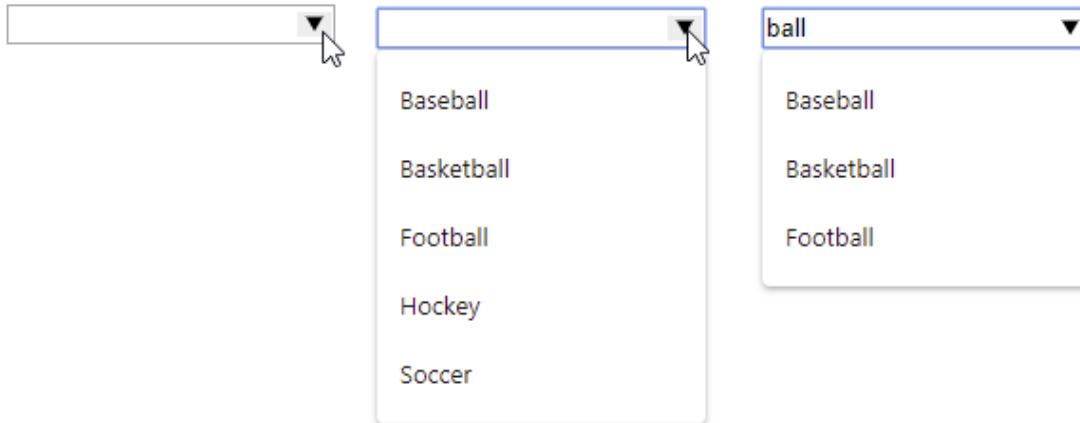 ball
Baseball
Basketball
Football
Hockey
Soccer
Baseball
Basketball
Football